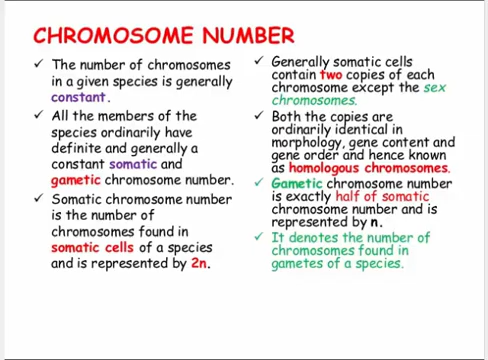 CHROMOSOME NUMBER
✓ The number of chromosomes
in a given species is generally
constant.
✓ All the members of the
species ordinarily have
definite and generally a
constant somatic and
gametic chromosome number.
✓ Somatic chromosome number
is the number of
chromosomes found in
somatic cells of a species
and is represented by 2n.
✓ Generally somatic cells
contain two copies of each
chromosome except the sex
chromosomes.
✓ Both the copies are
ordinarily identical in
morphology, gene content and
gene order and hence known
as homologous chromosomes.
✓ Gametic chromosome number
is exactly half of somatic
chromosome number and is
represented by n.
✓ It denotes the number of
chromosomes found in
gametes of a species.